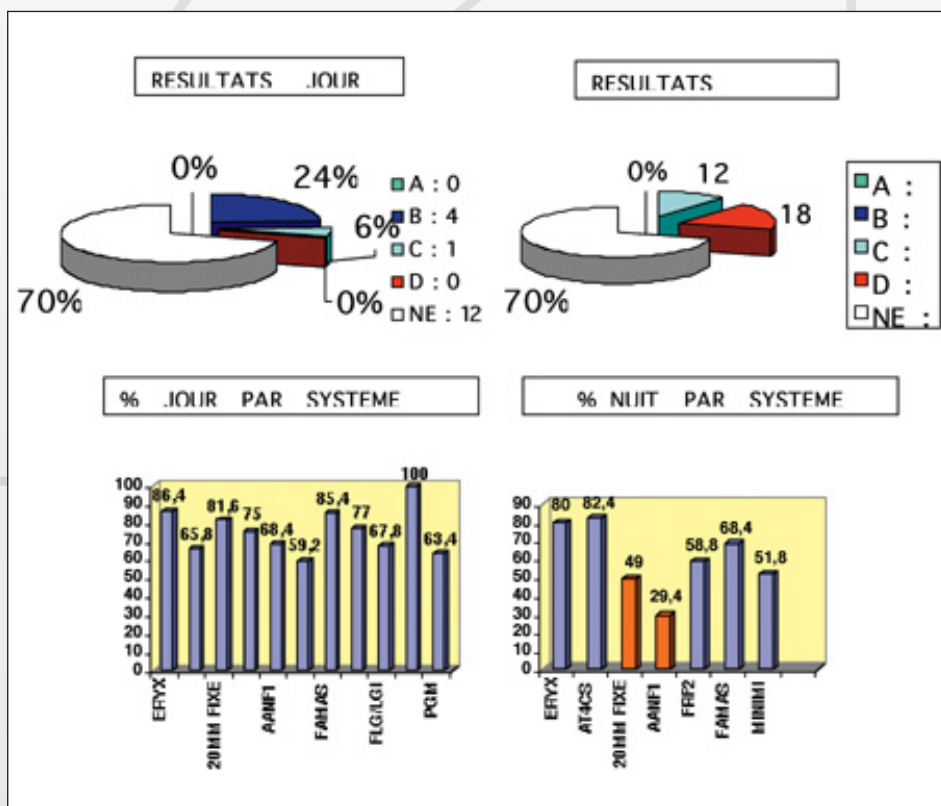 RESULTATS JOUR
0%
24%
6%
0%
70%
A : 0
B : 4
C : 1
D : 0
NE : 12
RESULTATS
0%
12
18
70%
A :
B :
C :
D :
NE :
% JOUR PAR SYSTEME
100
90
80
70
60
50
40
30
20
10
0
86,4
65,8
81,6
75
68,4
59,2
85,4
77
67,8
100
63,4
ERYX
20MM FIXE
AANF1
FAMAS
FLG/LGI
PGM
% NUIT PAR SYSTEME
90
80
70
60
50
40
30
20
10
0
80
82,4
49
29,4
58,8
68,4
51,8
ERYX
AT4CS
20MM FIXE
AANF1
FRF2
FAMAS
MINIMI